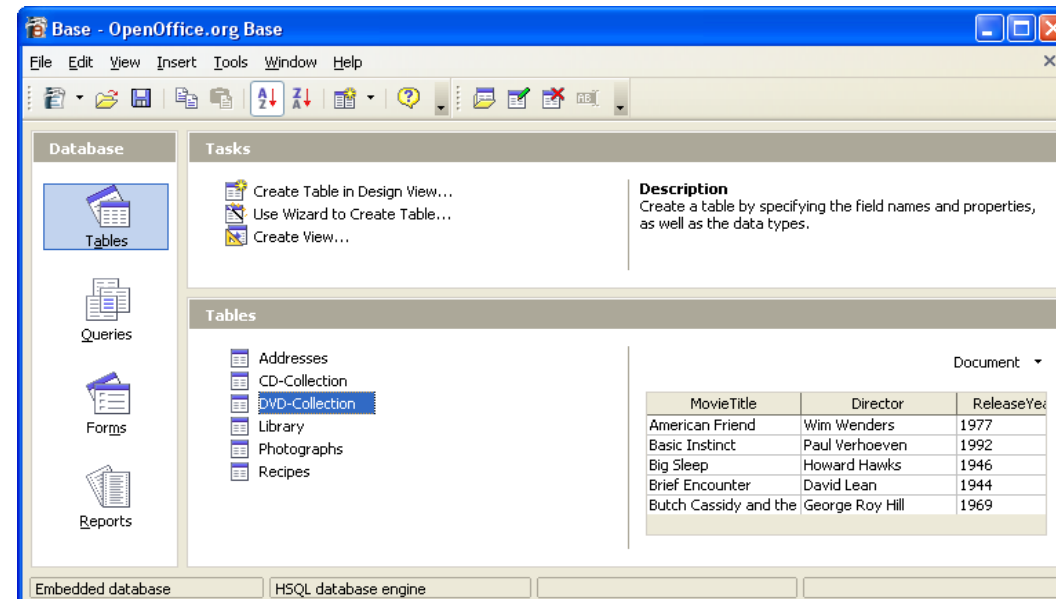 Base - OpenOffice.org Base
File Edit View Insert Tools Window Help
Database
Tables
Queries
Forms
Reports
Tasks
Create Table in Design View...
Use Wizard to Create Table...
Create View...
Description
Create a table by specifying the field names and properties,
as well as the data types.
Tables
Addresses
CD-Collection
DVD-Collection
Library
Photographs
Recipes
Document
MovieTitle Director ReleaseYea
American Friend Wim Wenders 1977
Basic Instinct Paul Verhoeven 1992
Big Sleep Howard Hawks 1946
Brief Encounter David Lean 1944
Butch Cassidy and the George Roy Hill 1969
Embedded database HSQL database engine